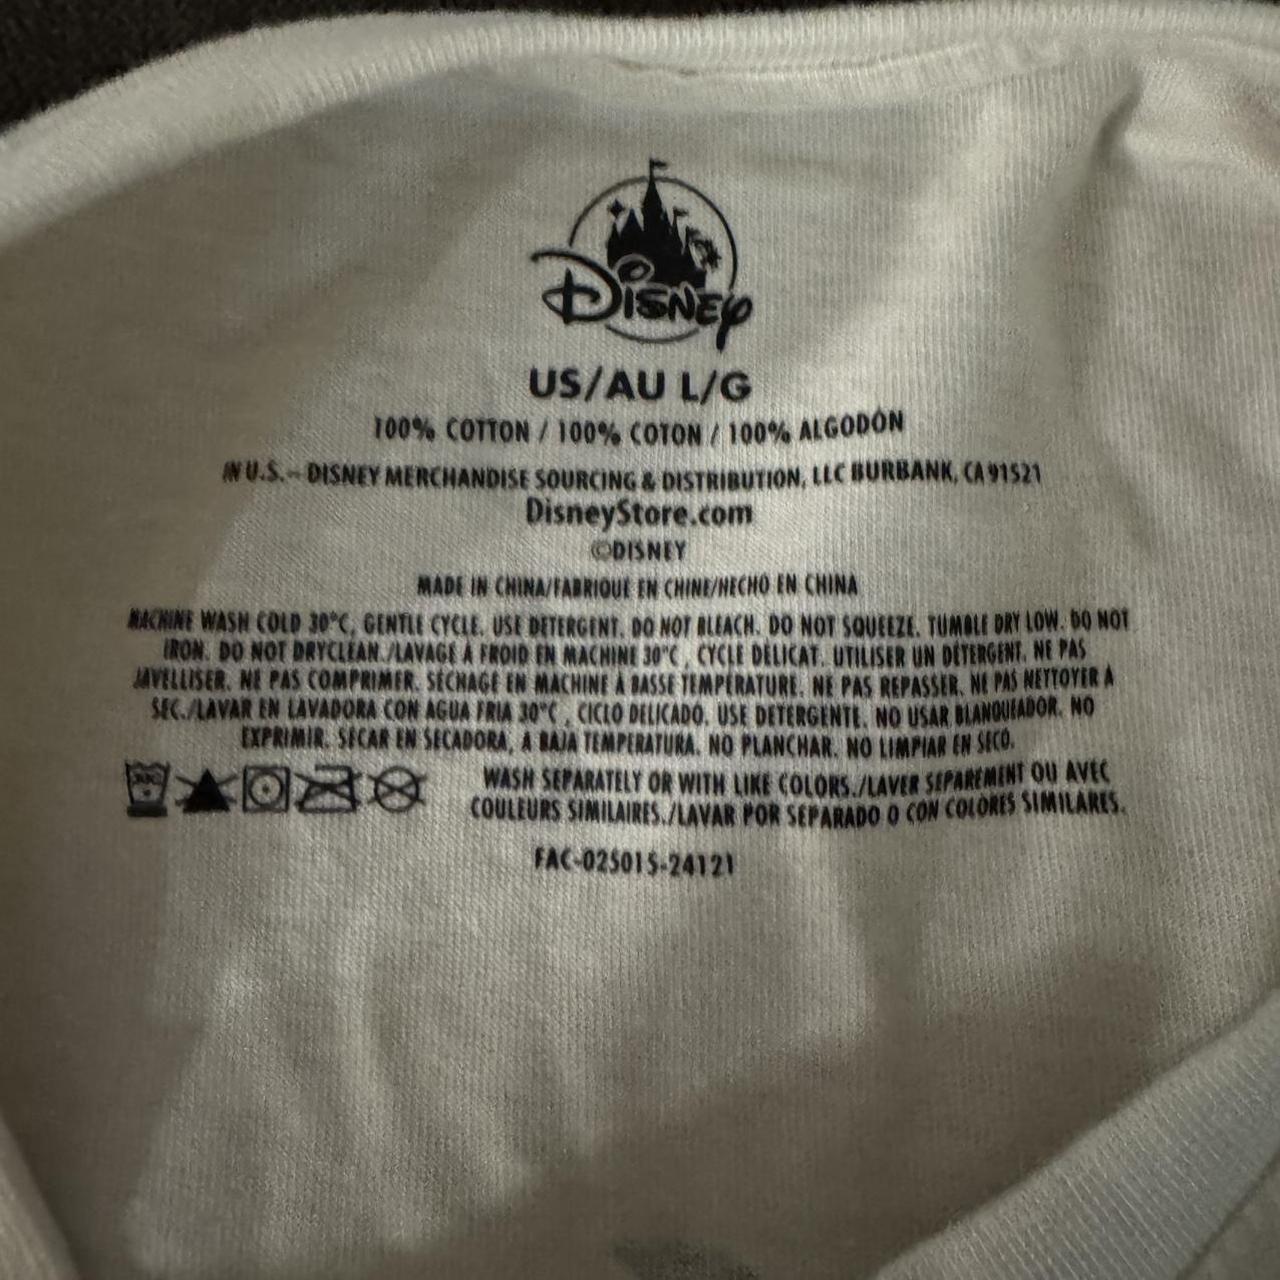 Disney
US/AU L/G
100% COTTON / 100% COTON / 100% ALGODÓN
IN U.S. – DISNEY MERCHANDISE SOURCING & DISTRIBUTION, LLC BURBANK, CA 91521
DisneyStore.com
©DISNEY
MADE IN CHINA/FABRIQUE EN CHINE/HECHO EN CHINA
MACHINE WASH COLD 30°C, GENTLE CYCLE. USE DETERGENT. DO NOT BLEACH. DO NOT SQUEEZE. TUMBLE DRY LOW. DO NOT
IRON. DO NOT DRYCLEAN./LAVAGE À FROID EN MACHINE 30°C , CYCLE DÉLICAT. UTILISER UN DÉTERGENT. NE PAS
JAVELLISER. NE PAS COMPRIMER. SÉCHAGE EN MACHINE À BASSE TEMPÉRATURE. NE PAS REPASSER. NE PAS NETTOYER À
SEC./LAVAR EN LAVADORA CON AGUA FRIA 30°C , CICLO DELICADO. USE DETERGENTE. NO USAR BLANQUEADOR. NO
EXPRIMIR. SECAR EN SECADORA, A BAJA TEMPERATURA. NO PLANCHAR. NO LIMPIAR EN SECO.
WASH SEPARATELY OR WITH LIKE COLORS./LAVER SÉPARÉMENT OU AVEC
COULEURS SIMILAIRES./LAVAR POR SEPARADO O CON COLORES SIMILARES.
FAC-025015-24121